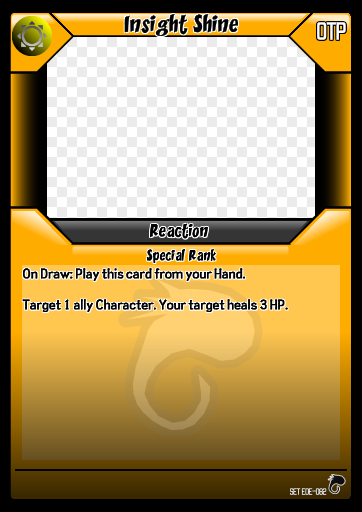 Insight Shine
OTP
Reaction
Special Rank
On Draw: Play this card from your Hand.
Target 1 ally Character. Your target heals 3 HP.
SET EOE-062